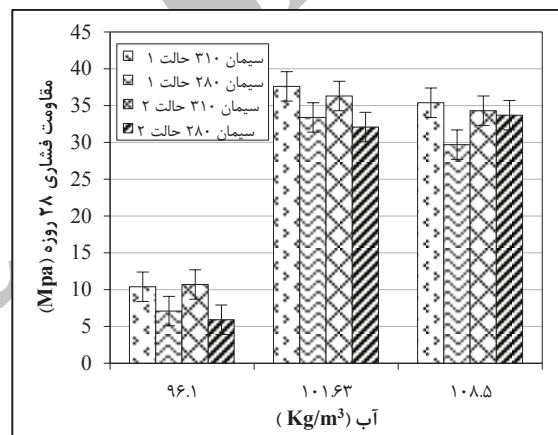 مقاومت فشاری ۲۸ روزه (Mpa)
45
40
35
30
25
20
15
10
5
0
سیمان ۳۱۰ حالت ۱
سیمان ۲۸۰ حالت ۱
سیمان ۳۱۰ حالت ۲
سیمان ۲۸۰ حالت ۲
۹۶.۱ ۱۰۱.۶۳ ۱۰۸.۵
آب (Kg/m³)